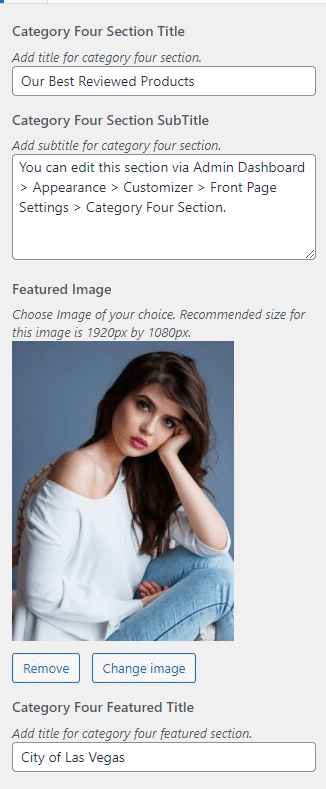 Category Four Section Title
Add title for category four section.
Our Best Reviewed Products
Category Four Section SubTitle
Add subtitle for category four section.
You can edit this section via Admin Dashboard
> Appearance > Customizer > Front Page
Settings > Category Four Section.
Featured Image
Choose Image of your choice. Recommended size for
this image is 1920px by 1080px.
Remove
Change image
Category Four Featured Title
Add title for category four featured section.
City of Las Vegas